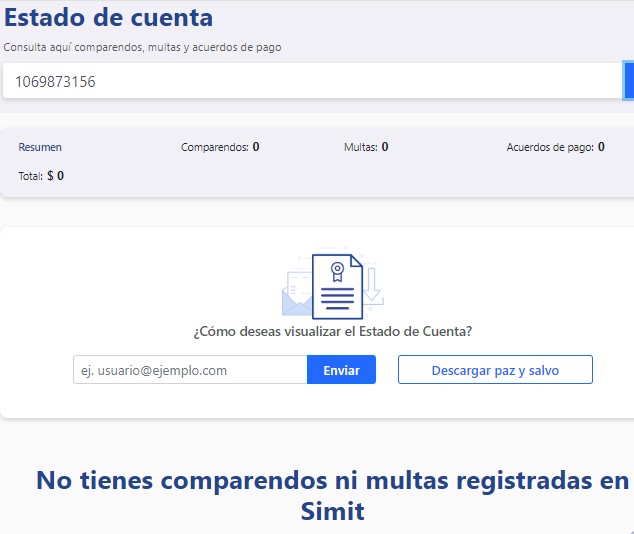 Estado de cuenta
Consulta aquí comparendos, multas y acuerdos de pago
1069873156
Resumen
Comparendos: 0
Multas: 0
Acuerdos de pago: 0
Total: $ 0
¿Cómo deseas visualizar el Estado de Cuenta?
ej. usuario@ejemplo.com
Enviar
Descargar paz y salvo
No tienes comparendos ni multas registradas en
Simit